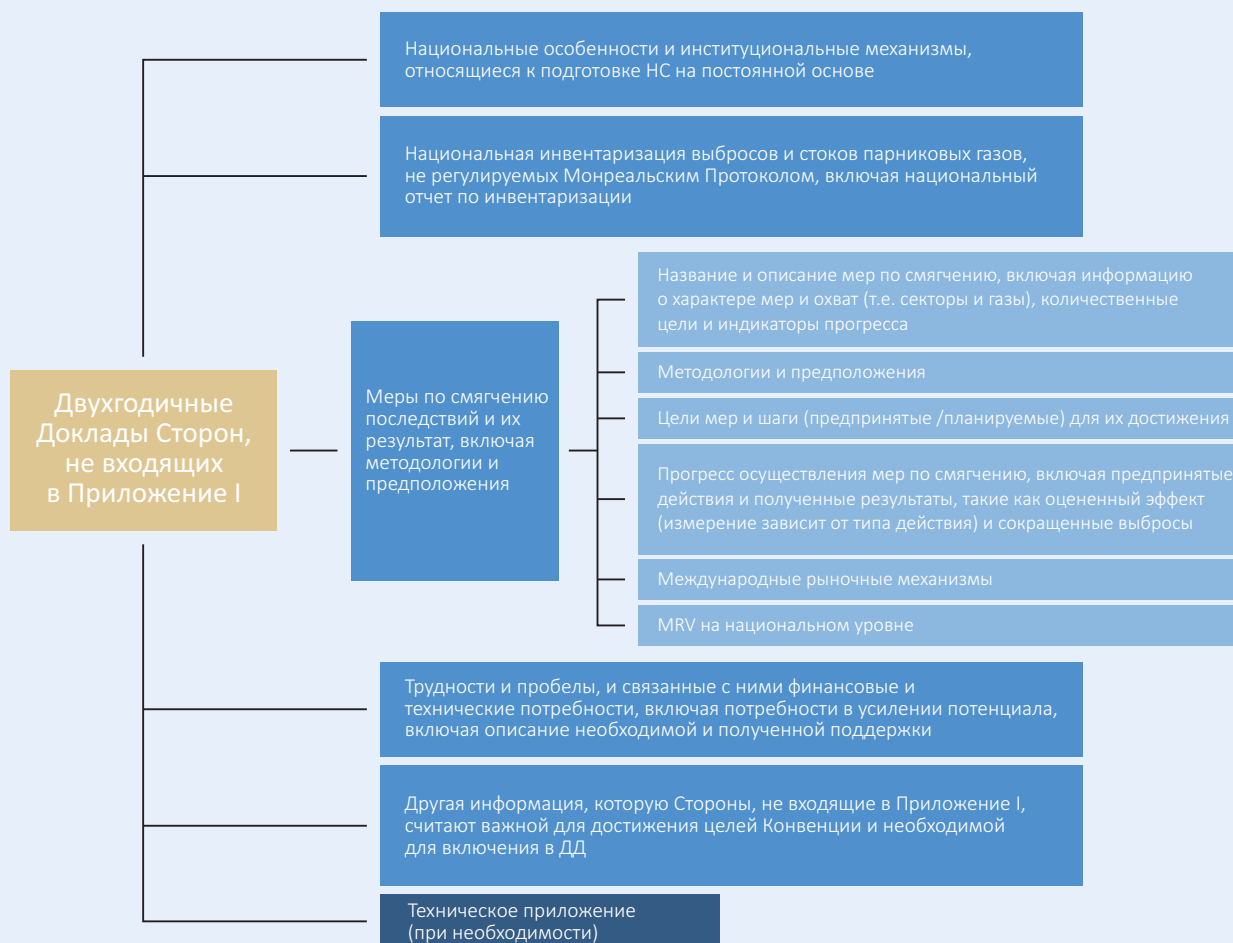 Национальные особенности и институциональные механизмы,
относящиеся к подготовке НС на постоянной основе
Национальная инвентаризация выбросов и стоков парниковых газов,
не регулируемых Монреальским Протоколом, включая национальный
отчет по инвентаризации
Двухгодичные
Доклады Сторон,
не входящих
в Приложение I
Меры по смягчению
последствий и их
результат, включая
методологии и
предположения
Название и описание мер по смягчению, включая информацию
о характере мер и охват (т.е. секторы и газы), количественные
цели и индикаторы прогресса
Методологии и предположения
Цели мер и шаги (предпринятые /планируемые) для их достижения
Прогресс осуществления мер по смягчению, включая предпринятые
действия и полученные результаты, такие как оцененный эффект
(измерение зависит от типа действия) и сокращенные выбросы
Международные рыночные механизмы
MRV на национальном уровне
Трудности и пробелы, и связанные с ними финансовые и
технические потребности, включая потребности в усилении потенциала,
включая описание необходимой и полученной поддержки
Другая информация, которую Стороны, не входящие в Приложение I,
считают важной для достижения целей Конвенции и необходимой
для включения в ДД
Техническое приложение
(при необходимости)